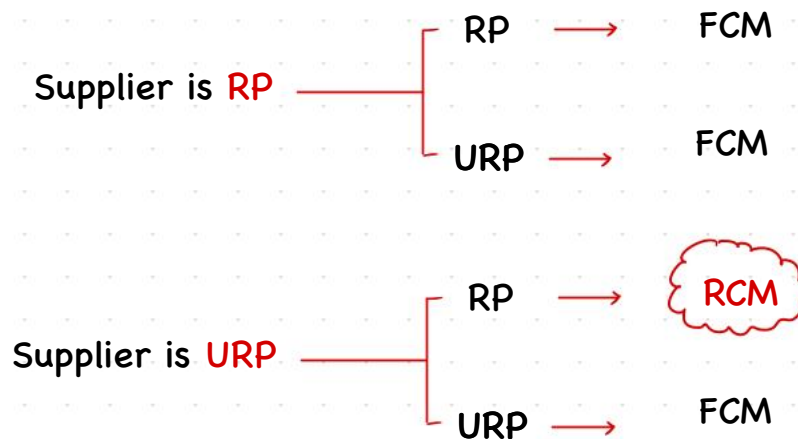 RP → FCM
Supplier is RP
URP → FCM
RP → RCM
Supplier is URP
URP → FCM